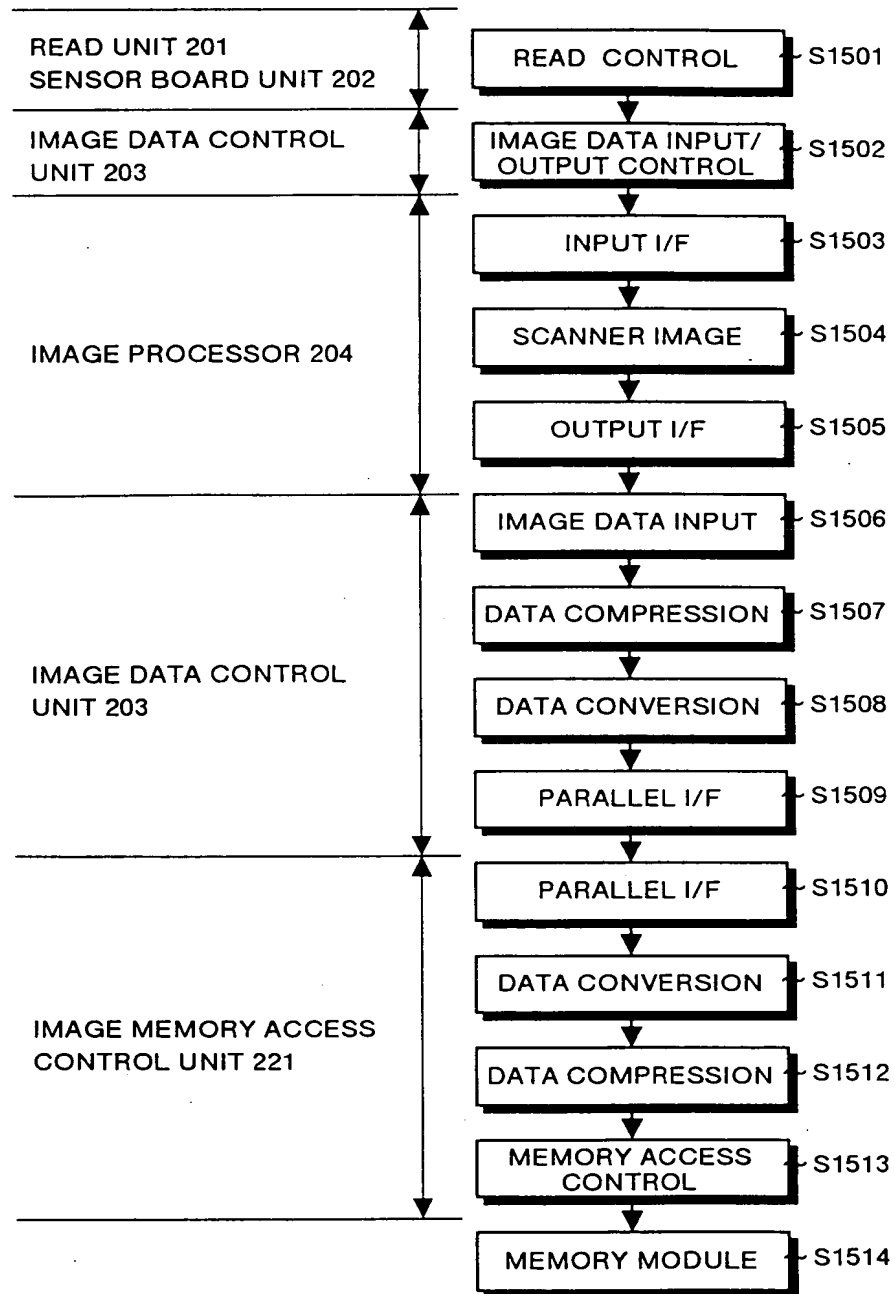 READ UNIT 201
SENSOR BOARD UNIT 202
READ CONTROL
S1501
IMAGE DATA CONTROL
UNIT 203
IMAGE DATA INPUT/
OUTPUT CONTROL
S1502
IMAGE PROCESSOR 204
INPUT I/F
S1503
SCANNER IMAGE
S1504
OUTPUT I/F
S1505
IMAGE DATA CONTROL
UNIT 203
IMAGE DATA INPUT
S1506
DATA COMPRESSION
S1507
DATA CONVERSION
S1508
PARALLEL I/F
S1509
IMAGE MEMORY ACCESS
CONTROL UNIT 221
PARALLEL I/F
S1510
DATA CONVERSION
S1511
DATA COMPRESSION
S1512
MEMORY ACCESS
CONTROL
S1513
MEMORY MODULE
S1514